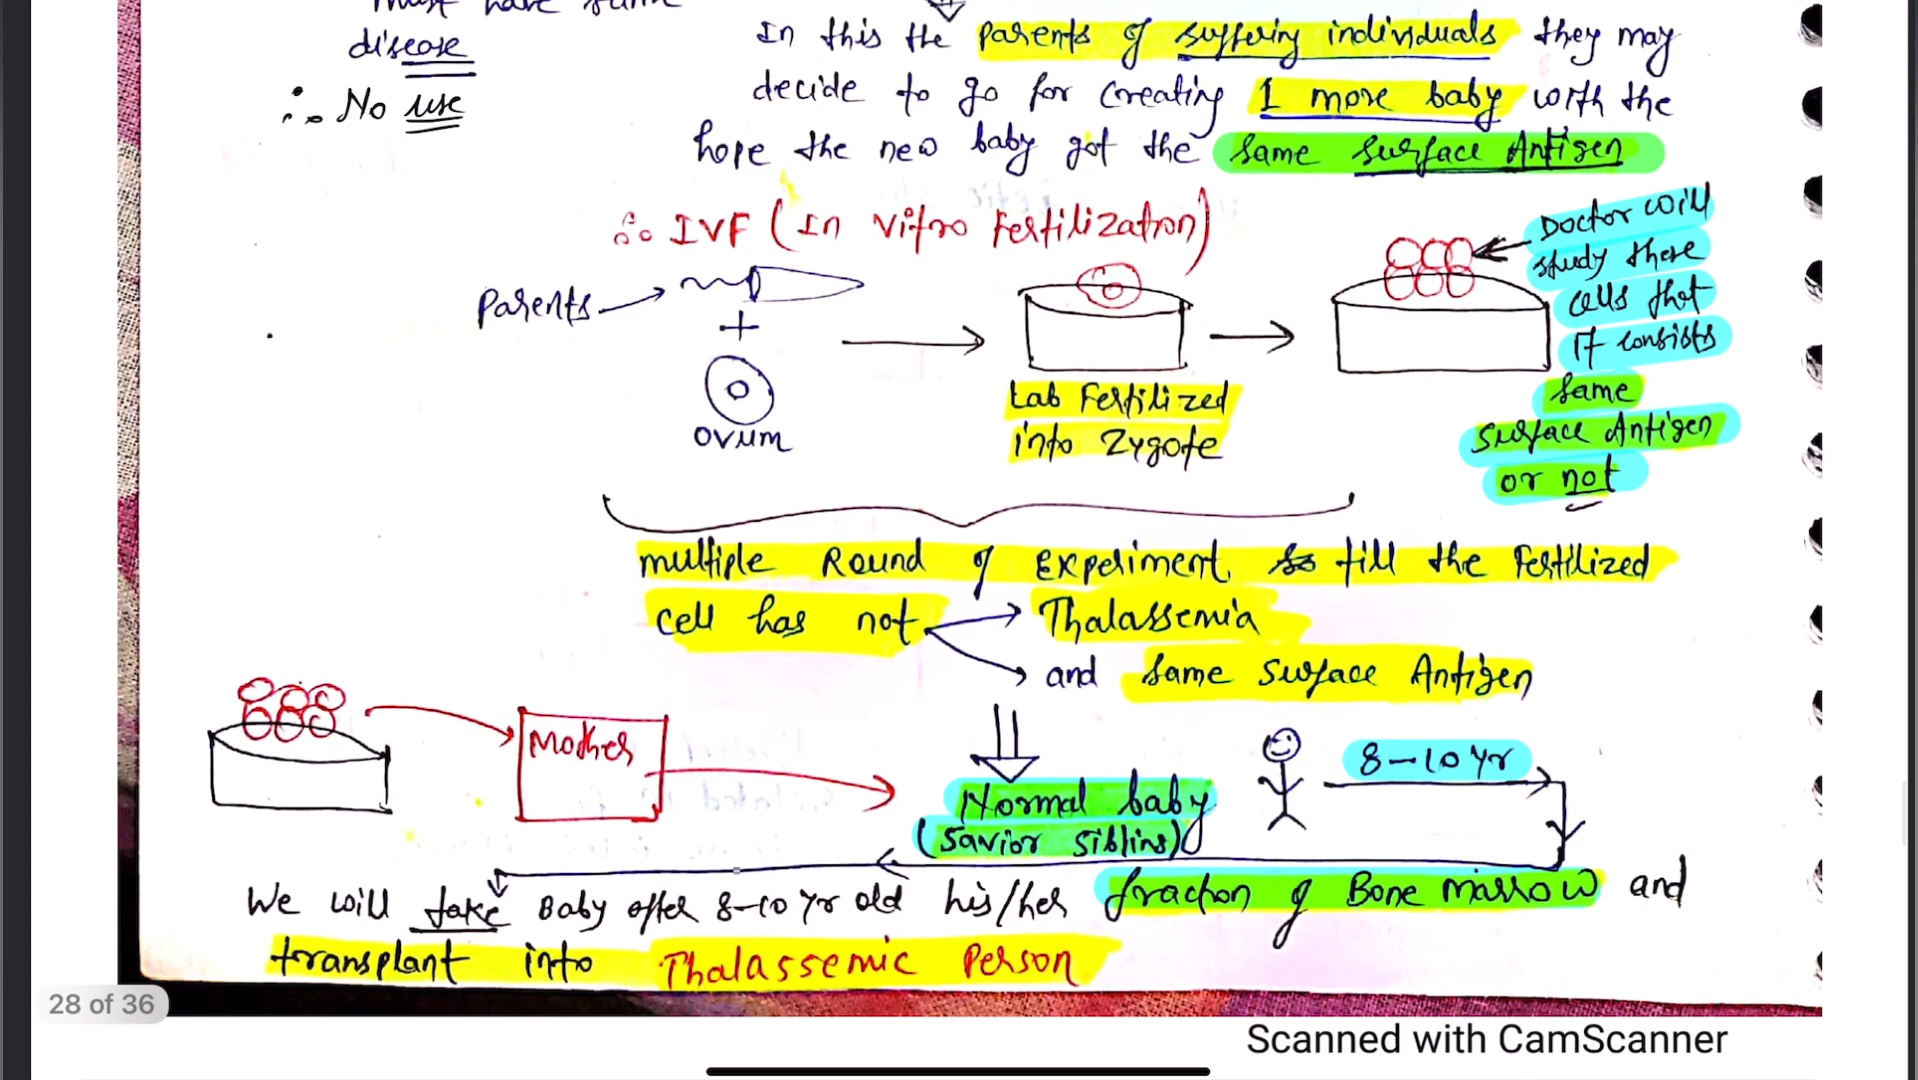 must have same
disease
∴ No use
In this the parents of suffering individuals they may
decide to go for creating 1 more baby with the
hope the new baby got the same surface Antigen
∴ IVF (In Vitro Fertilization)
Parents
+
ovum
Lab Fertilized
into Zygote
Doctor will
study these
cells that
it consists
same
surface Antigen
or not
multiple Round of Experiment, till the Fertilized
cell has not
Thalassemia
and same surface Antigen
Mother
Normal baby
(savior siblins)
8-10 yr
We will take Baby after 8-10 yr old his/her fraction of Bone marrow and
transplant into Thalassemic Person
28 of 36
Scanned with CamScanner